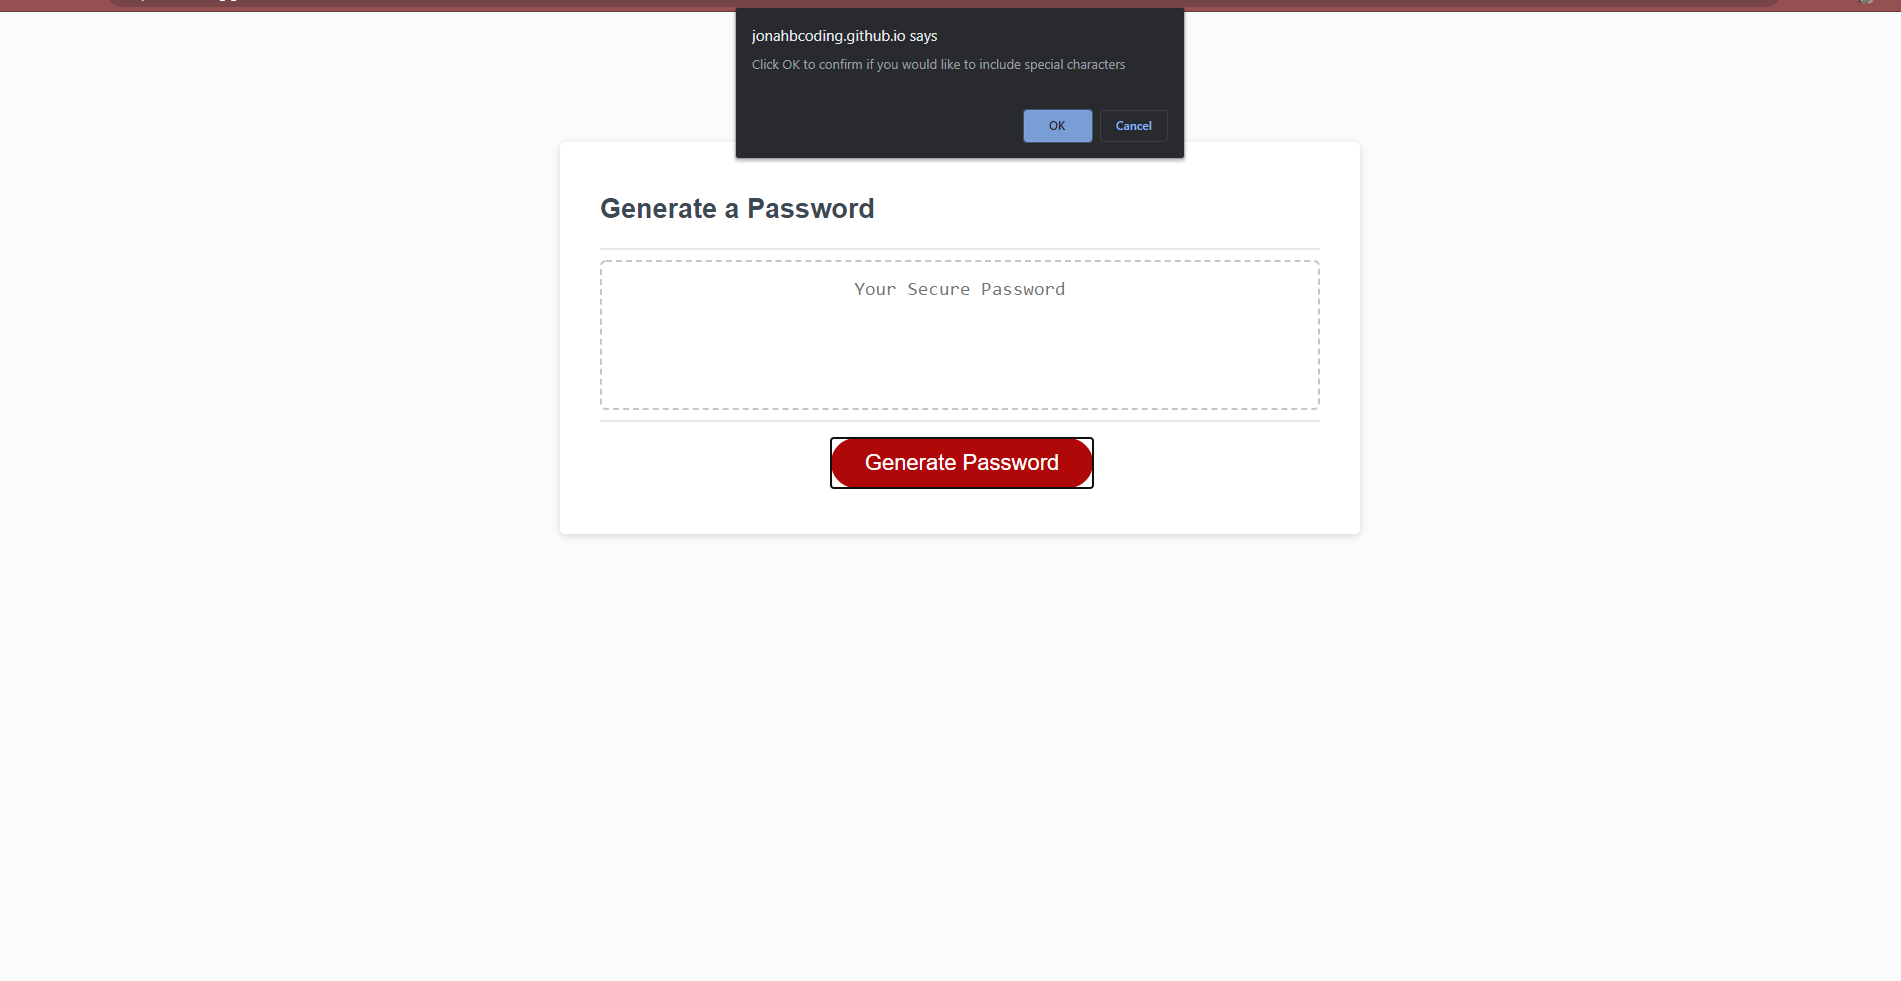 jonahbcoding.github.io says
Click OK to confirm if you would like to include special characters
OK
Cancel
Generate a Password
Your Secure Password
Generate Password